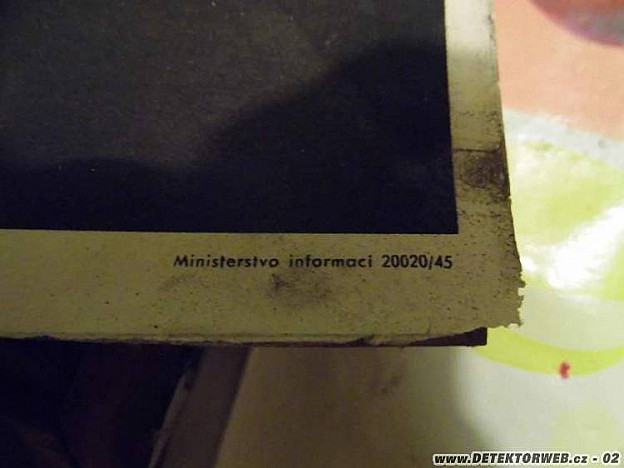 Ministerstvo informací 20020/45
www.DETEKTORWEB.cz - 02